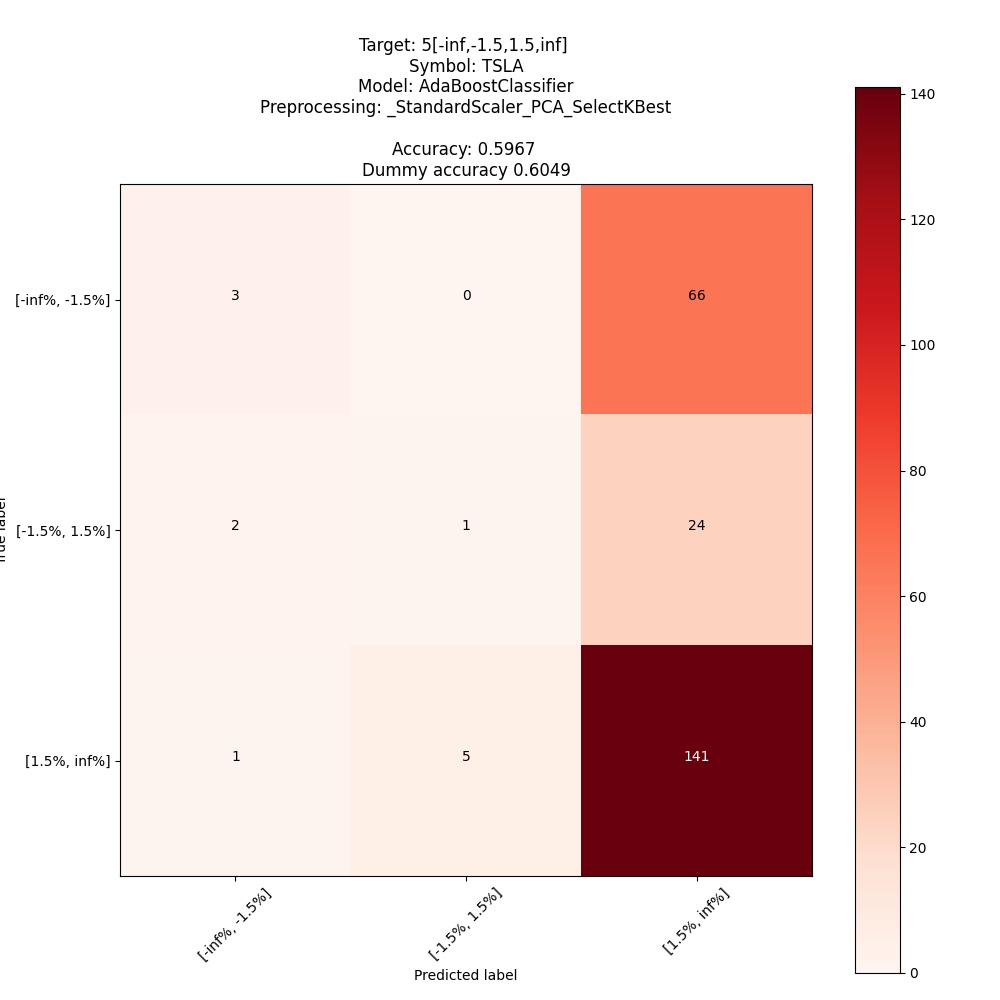 Target: 5[-inf,-1.5,1.5,inf]
Symbol: TSLA
Model: AdaBoostClassifier
Preprocessing: _StandardScaler_PCA_SelectKBest
Accuracy: 0.5967
Dummy accuracy 0.6049
140
120
100
80
60
40
20
0
[-inf%, -1.5%]
3
0
66
[-1.5%, 1.5%]
2
1
24
[1.5%, inf%]
1
5
141
[-inf%, -1.5%]
[-1.5%, 1.5%]
[1.5%, inf%]
Predicted label